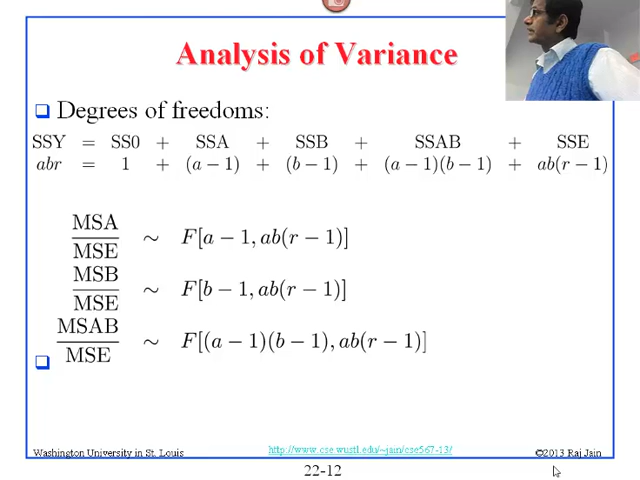 Analysis of Variance
Degrees of freedoms:
SSY = SS0 + SSA + SSB + SSAB + SSE
abr = 1 + (a − 1) + (b − 1) + (a − 1)(b − 1) + ab(r − 1)
MSA/MSE ∼ F[a − 1, ab(r − 1)]
MSB/MSE ∼ F[b − 1, ab(r − 1)]
MSAB/MSE ∼ F[(a − 1)(b − 1), ab(r − 1)]
Washington University in St. Louis http://www.cse.wustl.edu/~jain/cse567-13/ ©2013 Raj Jain
22-12